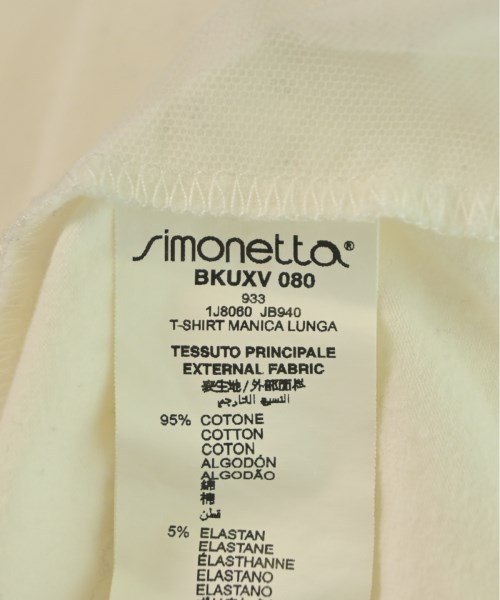 simonetta®
BKUXV 080
933
1J8060 JB940
T-SHIRT MANICA LUNGA
TESSUTO PRINCIPALE
EXTERNAL FABRIC
表生地/外部面料
النسيج الخارجي
95% COTONE
COTTON
COTON
ALGODÓN
ALGODÃO
綿
棉
قطن
5% ELASTAN
ELASTANE
ÉLASTHANNE
ELASTANO
ELASTANO